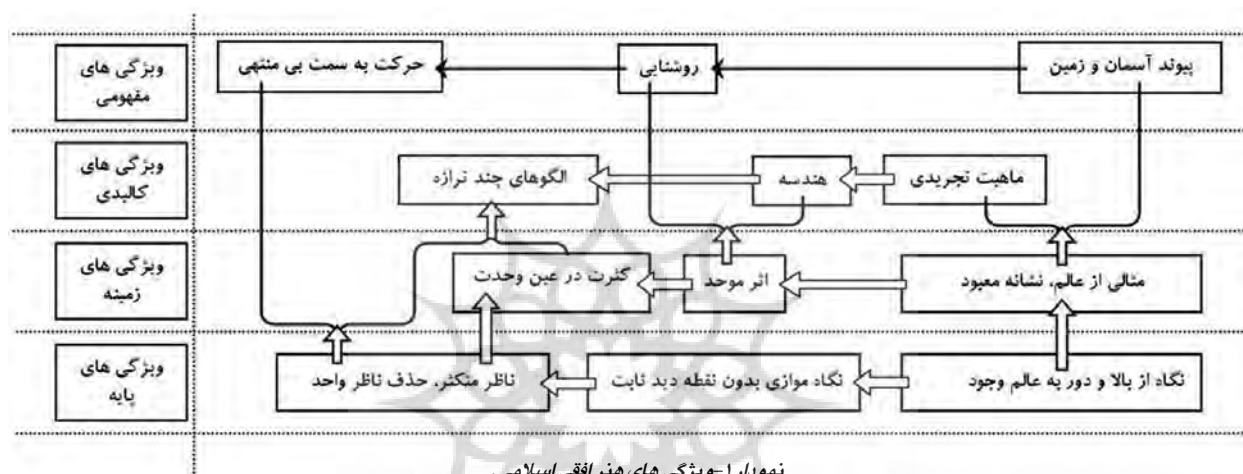 ویژگی های
مفهومی
پیوند آسمان و زمین
روشنایی
حرکت به سمت بی منتهی
ویژگی های
کالبدی
ماهیت تجریدی
هندسه
الگوهای چند ترازه
ویژگی های
زمینه
مثالی از عالم، نشانه معبود
اثر موحد
کثرت در عین وحدت
ویژگی های
پایه
نگاه از بالا و دور به عالم وجود
نگاه موازی بدون نقطه دید ثابت
ناظر متکثر، حذف ناظر واحد
نمودار ۱-ویژگی های هنر افقی اسلامی